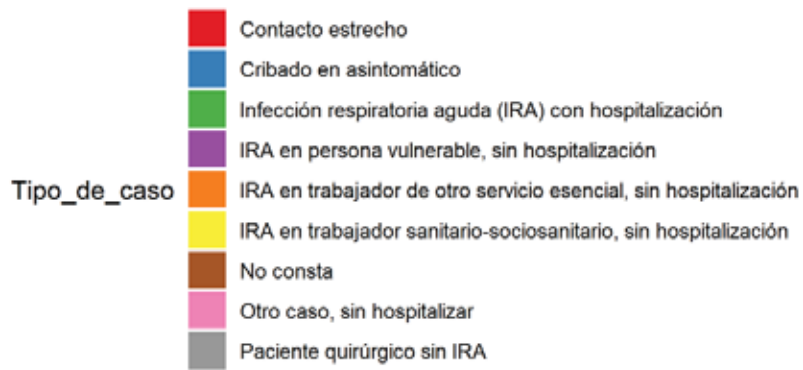 Contacto estrecho
Cribado en asintomático
Infección respiratoria aguda (IRA) con hospitalización
IRA en persona vulnerable, sin hospitalización
Tipo_de_caso
IRA en trabajador de otro servicio esencial, sin hospitalización
IRA en trabajador sanitario-sociosanitario, sin hospitalización
No consta
Otro caso, sin hospitalizar
Paciente quirúrgico sin IRA